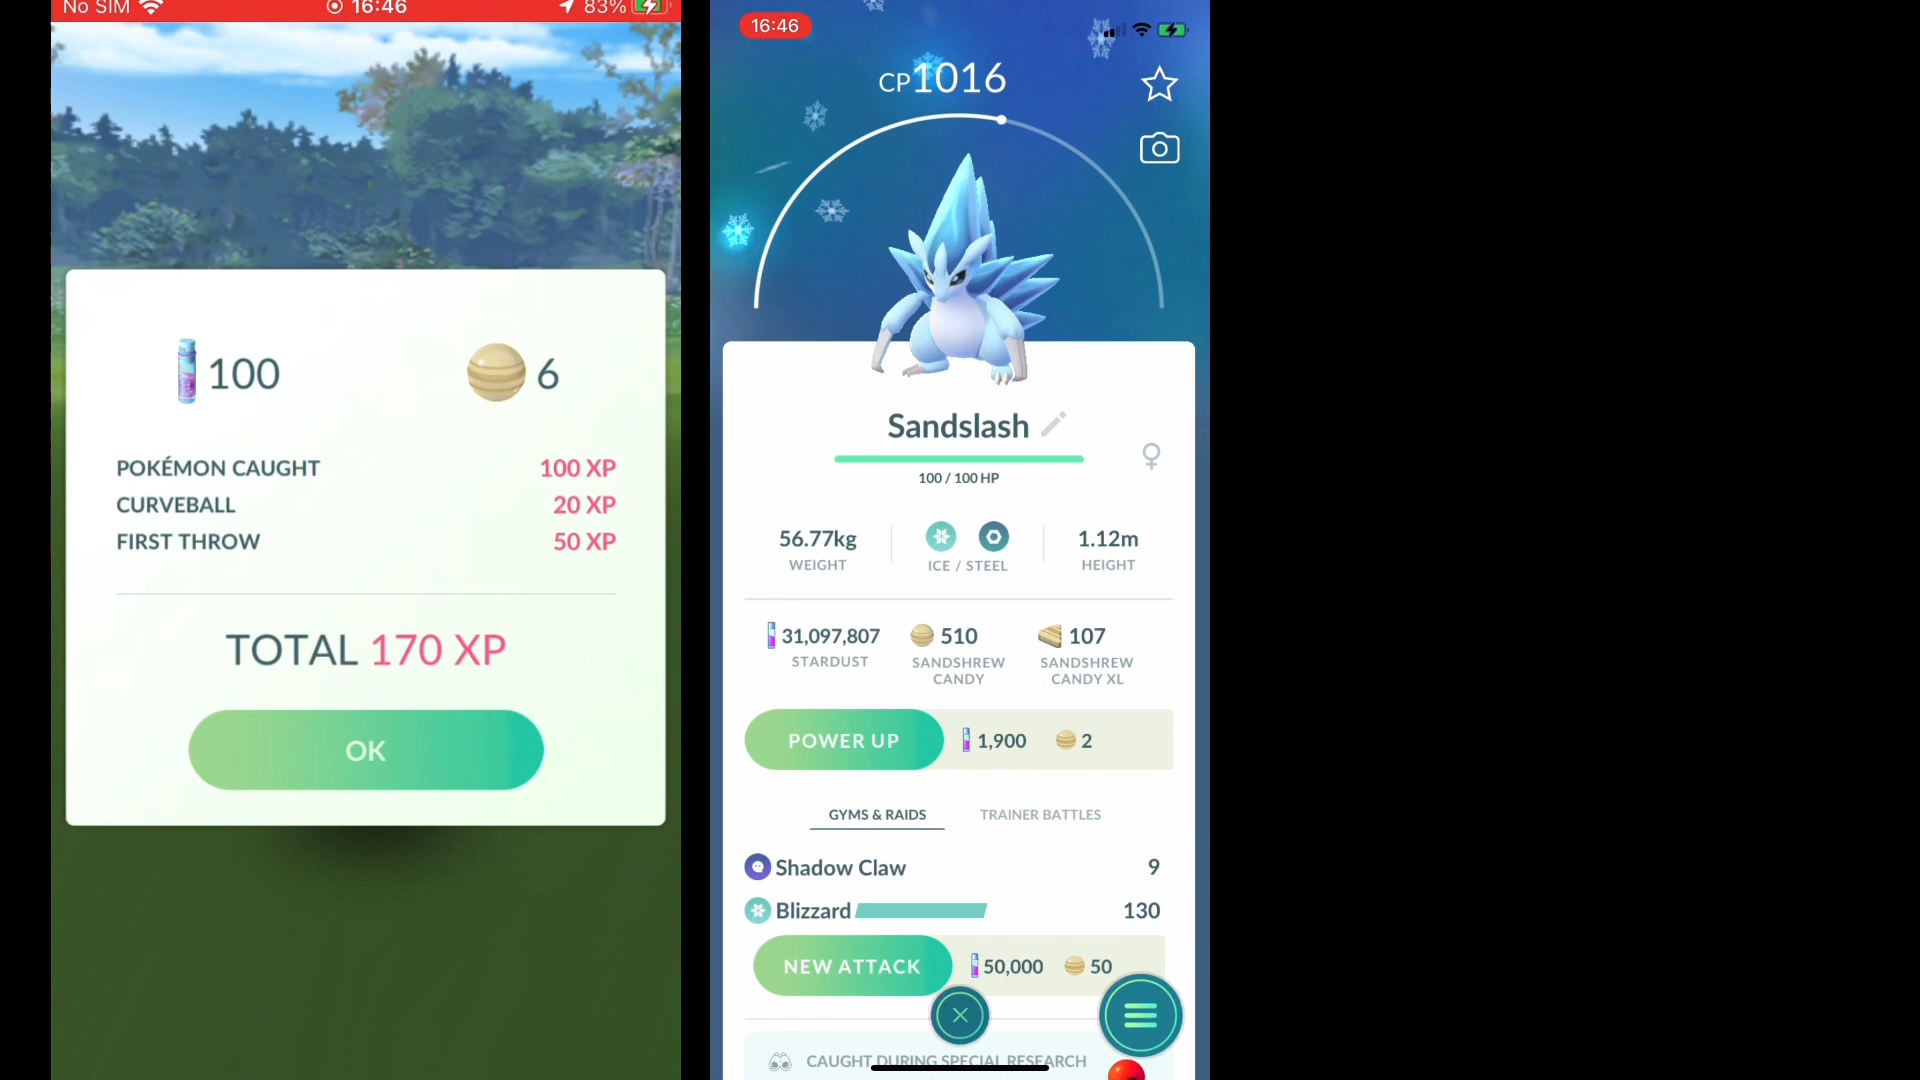 No SIM 16:46 83%
100 6
POKÉMON CAUGHT 100 XP
CURVEBALL 20 XP
FIRST THROW 50 XP
TOTAL 170 XP
OK
16:46
CP1016
Sandslash
100 / 100 HP
56.77kg 1.12m
WEIGHT ICE / STEEL HEIGHT
31,097,807 510 107
STARDUST SANDSHREW SANDSHREW
CANDY CANDY XL
POWER UP 1,900 2
GYMS & RAIDS TRAINER BATTLES
Shadow Claw 9
Blizzard 130
NEW ATTACK 50,000 50
CAUGHT DURING SPECIAL RESEARCH